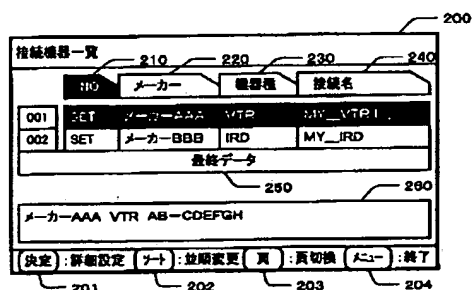 200
接続機器一覧
210 220 230 240
NO メーカー 機器種 接続名
001 SET メーカーAAA VTR MY__VTR1
002 SET メーカーBBB IRD MY__IRD
最終データ
250 260
メーカーAAA VTR AB-CDEFGH
決定:詳細設定 ソート:並順変更 頁:頁切換 メニュー:終了
201 202 203 204